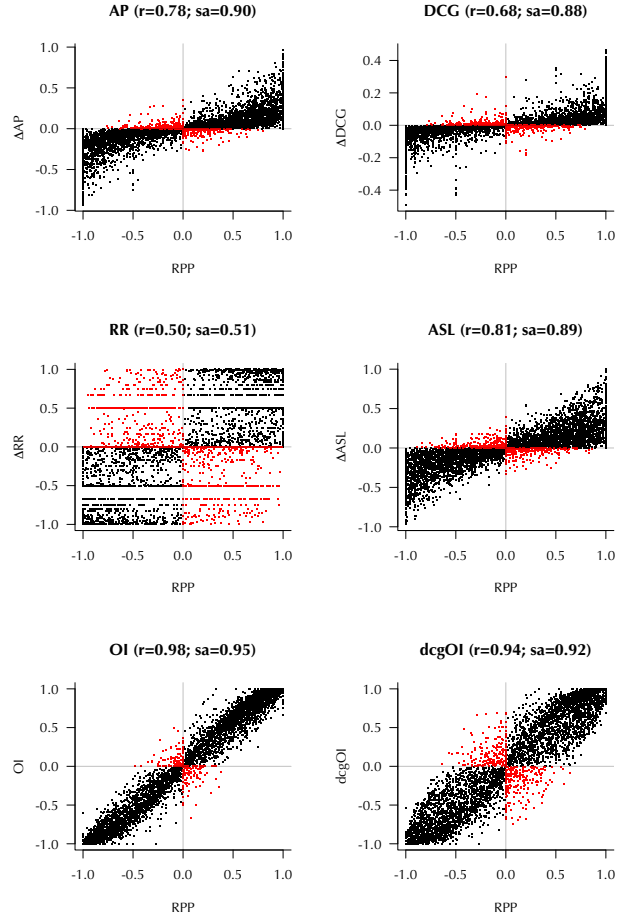 AP (r=0.78; sa=0.90)
1.0
0.5
0.0
-0.5
-1.0
ΔAP
-1.0 -0.5 0.0 0.5 1.0
RPP
DCG (r=0.68; sa=0.88)
0.4
0.2
0.0
-0.2
-0.4
ΔDCG
-1.0 -0.5 0.0 0.5 1.0
RPP
RR (r=0.50; sa=0.51)
1.0
0.5
0.0
-0.5
-1.0
ΔRR
-1.0 -0.5 0.0 0.5 1.0
RPP
ASL (r=0.81; sa=0.89)
1.0
0.5
0.0
-0.5
-1.0
ΔASL
-1.0 -0.5 0.0 0.5 1.0
RPP
OI (r=0.98; sa=0.95)
1.0
0.5
0.0
-0.5
-1.0
OI
-1.0 -0.5 0.0 0.5 1.0
RPP
dcgOI (r=0.94; sa=0.92)
1.0
0.5
0.0
-0.5
-1.0
dcgOI
-1.0 -0.5 0.0 0.5 1.0
RPP